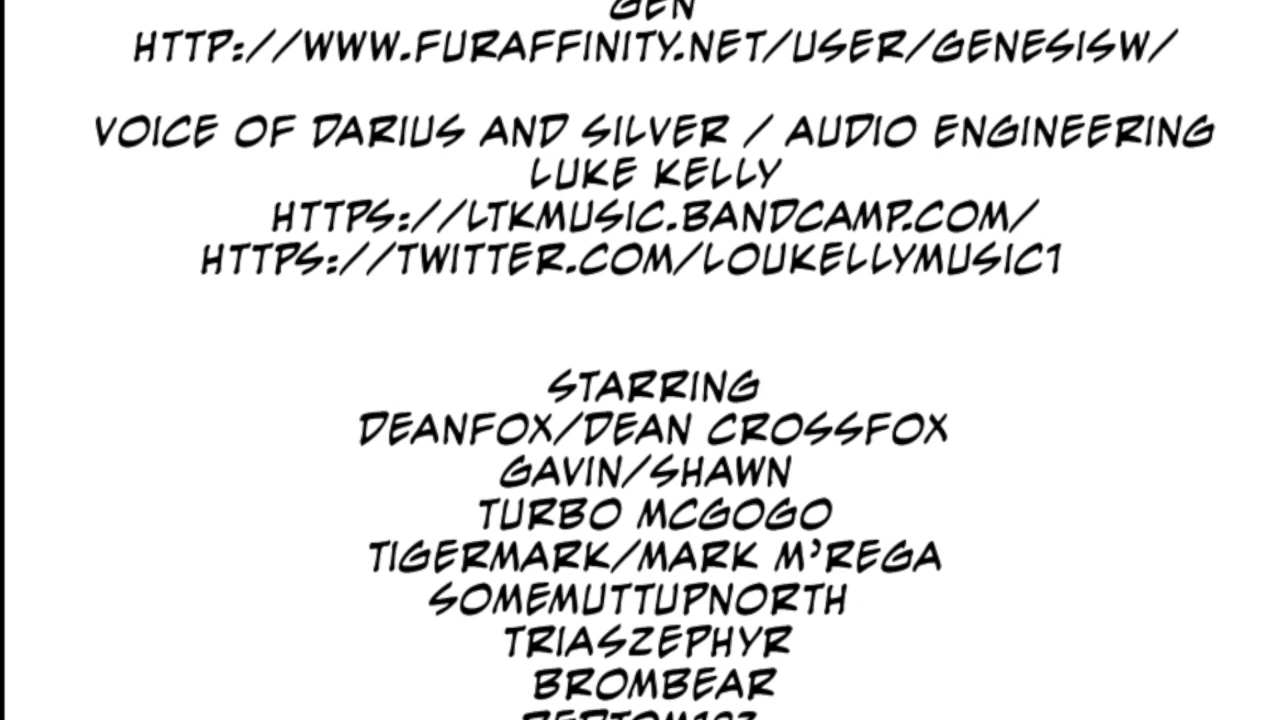 GEN
HTTP://WWW.FURAFFINITY.NET/USER/GENESISW/
VOICE OF DARIUS AND SILVER / AUDIO ENGINEERING
LUKE KELLY
HTTPS://LTKMUSIC.BANDCAMP.COM/
HTTPS://TWITTER.COM/LOUKELLYMUSIC1
STARRING
DEANFOX/DEAN CROSSFOX
GAVIN/SHAWN
TURBO MCGOGO
TIGERMARK/MARK M'REGA
SOMEMUTTUPNORTH
TRIASZEPHYR
BROMBEAR